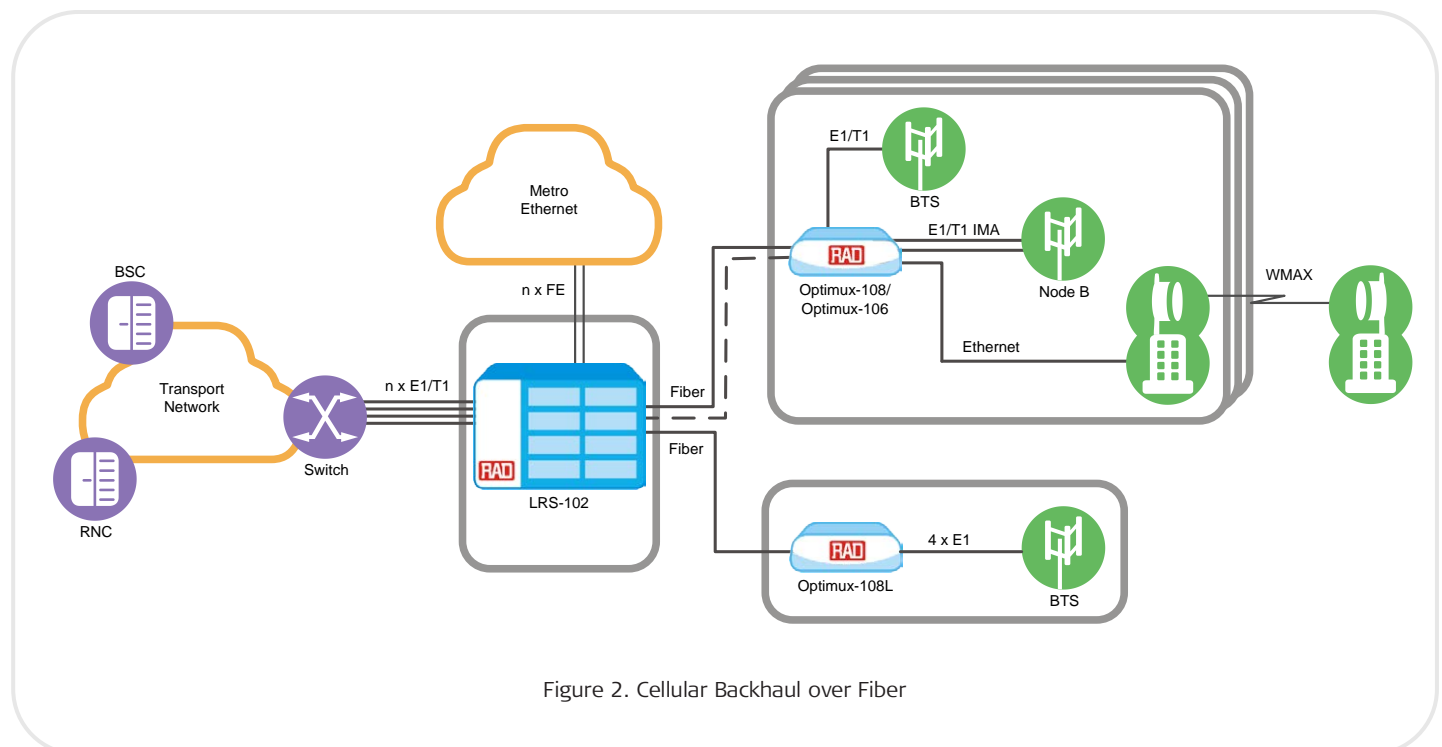 E1/T1
BTS
Metro
Ethernet
E1/T1 IMA
RAD
Node B
BSC
WMAX
n x FE
Optimux-108/
Optimux-106
Ethernet
Transport
Network
n x E1/T1
Fiber
Fiber
Switch
RAD
LRS-102
RNC
RAD
4 x E1
Optimux-108L
BTS
Figure 2. Cellular Backhaul over Fiber